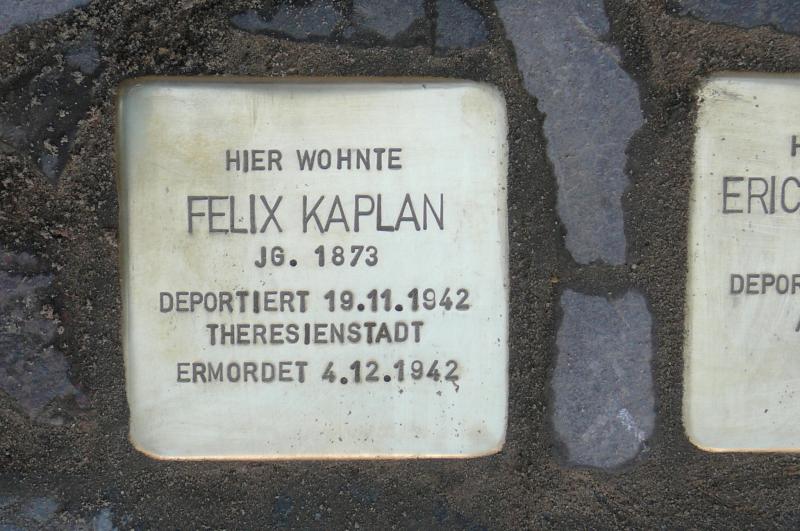 HIER WOHNTE
FELIX KAPLAN
JG. 1873
DEPORTIERT 19.11.1942
THERESIENSTADT
ERMORDET 4.12.1942